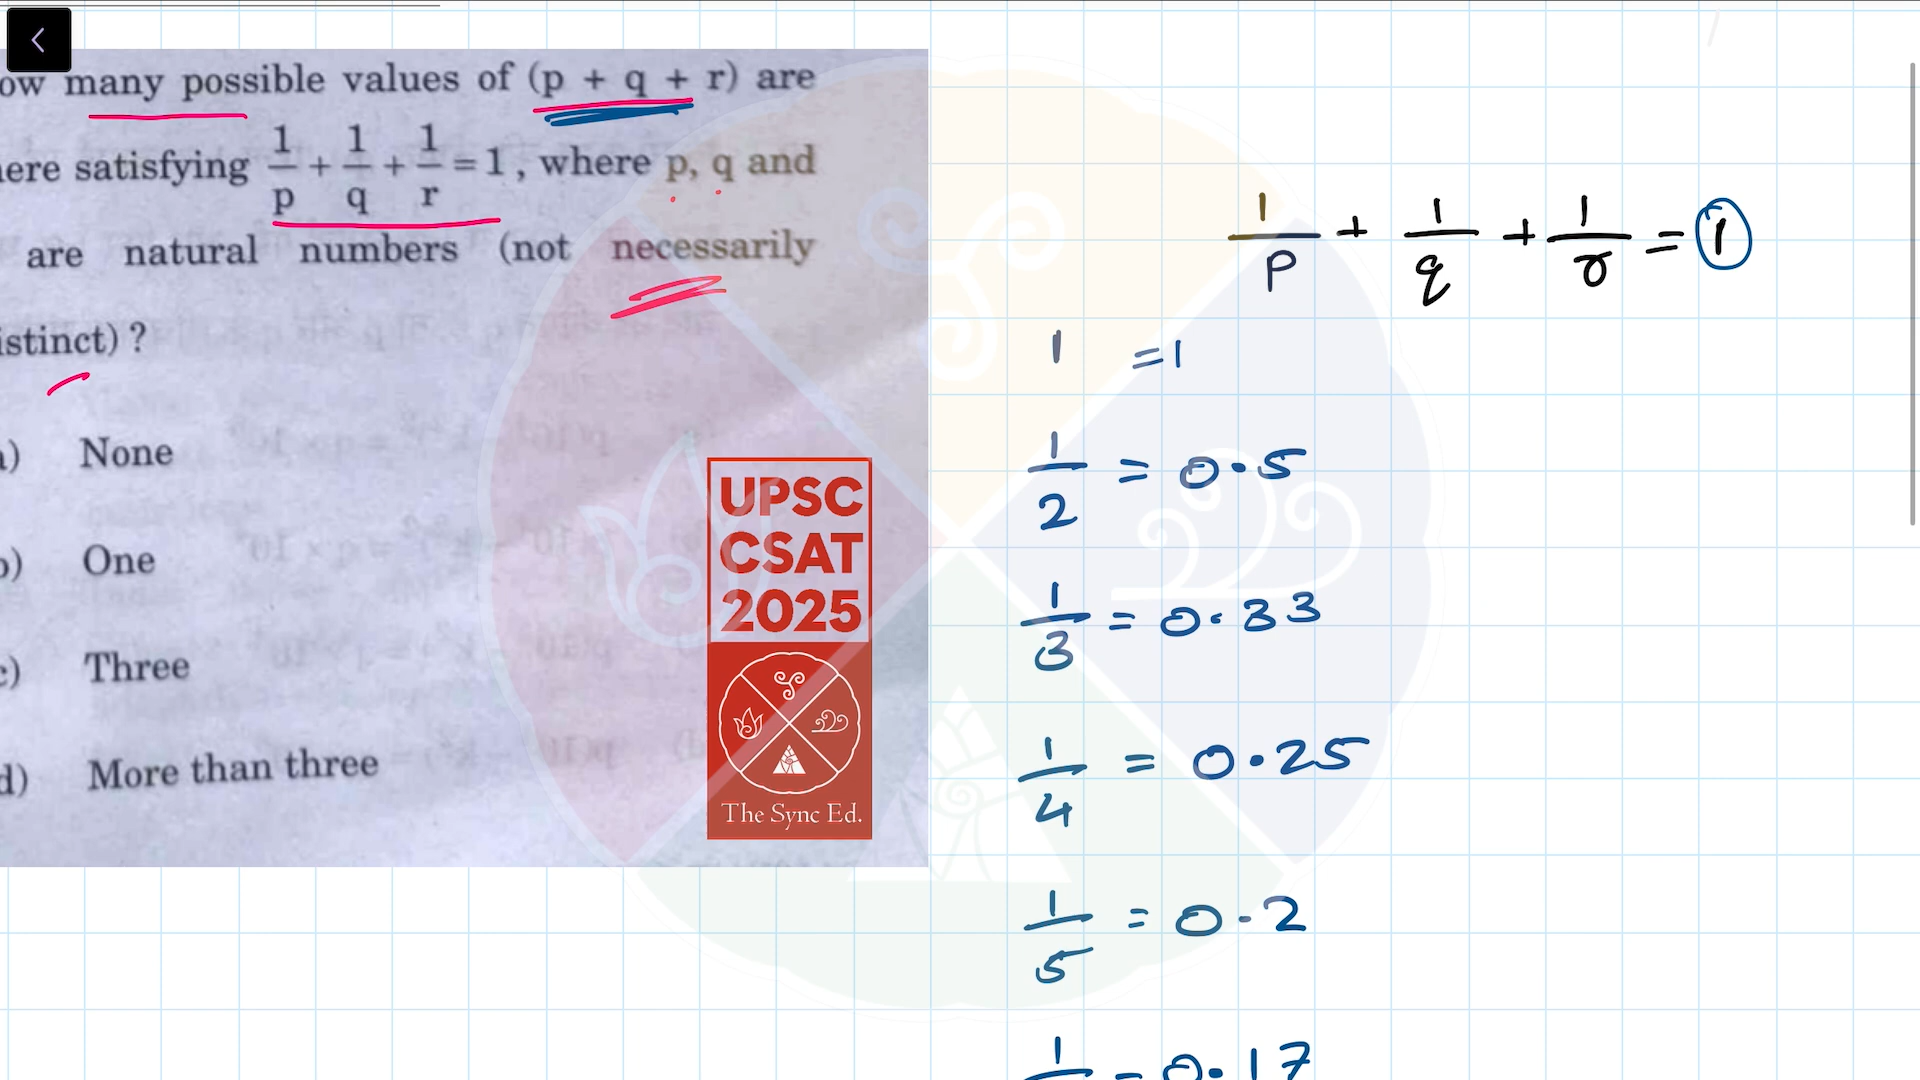 ow many possible values of (p + q + r) are
ere satisfying 1/p + 1/q + 1/r = 1, where p, q and
are natural numbers (not necessarily
istinct) ?
) None
) One
) Three
d) More than three
UPSC
CSAT
2025
The Sync Ed.
1/p + 1/q + 1/r = 1
1 = 1
1/2 = 0.5
1/3 = 0.33
1/4 = 0.25
1/5 = 0.2
1 = 0.17